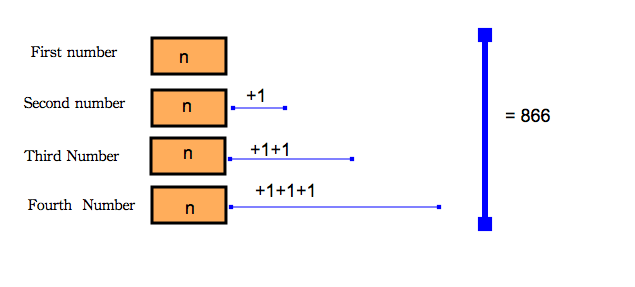 First number n
Second number n +1
= 866
Third Number n +1+1
Fourth Number n +1+1+1